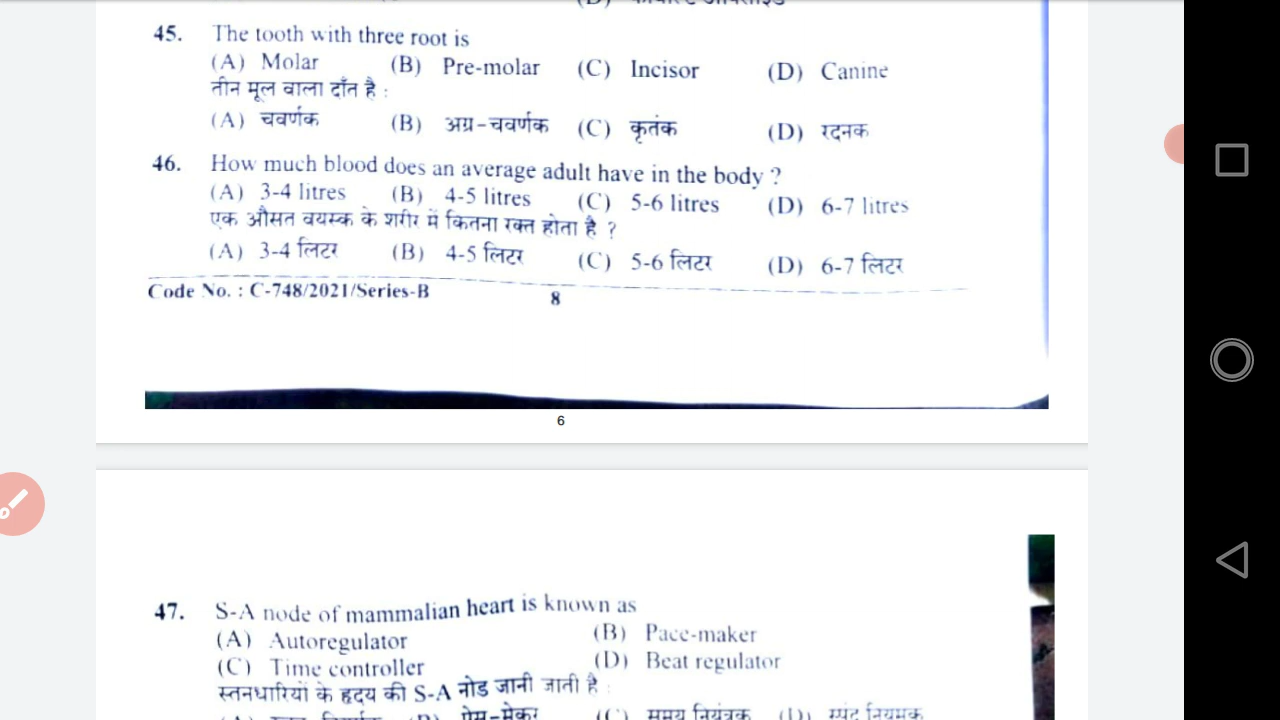 45. The tooth with three root is
(A) Molar (B) Pre-molar (C) Incisor (D) Canine
तीन मूल वाला दाँत है :
(A) चवर्णक (B) अग्र-चवर्णक (C) कृतंक (D) रदनक
46. How much blood does an average adult have in the body ?
(A) 3-4 litres (B) 4-5 litres (C) 5-6 litres (D) 6-7 litres
एक औसत वयस्क के शरीर में कितना रक्त होता है ?
(A) 3-4 लिटर (B) 4-5 लिटर (C) 5-6 लिटर (D) 6-7 लिटर
Code No. : C-748/2021/Series-B 8
6
47. S-A node of mammalian heart is known as
(A) Autoregulator (B) Pace-maker
(C) Time controller (D) Beat regulator
स्तनधारियों के हृदय की S-A नोड जानी जाती है :
(B) पेस-मेकर (C) समय नियंत्रक (D) स्पंद नियमक